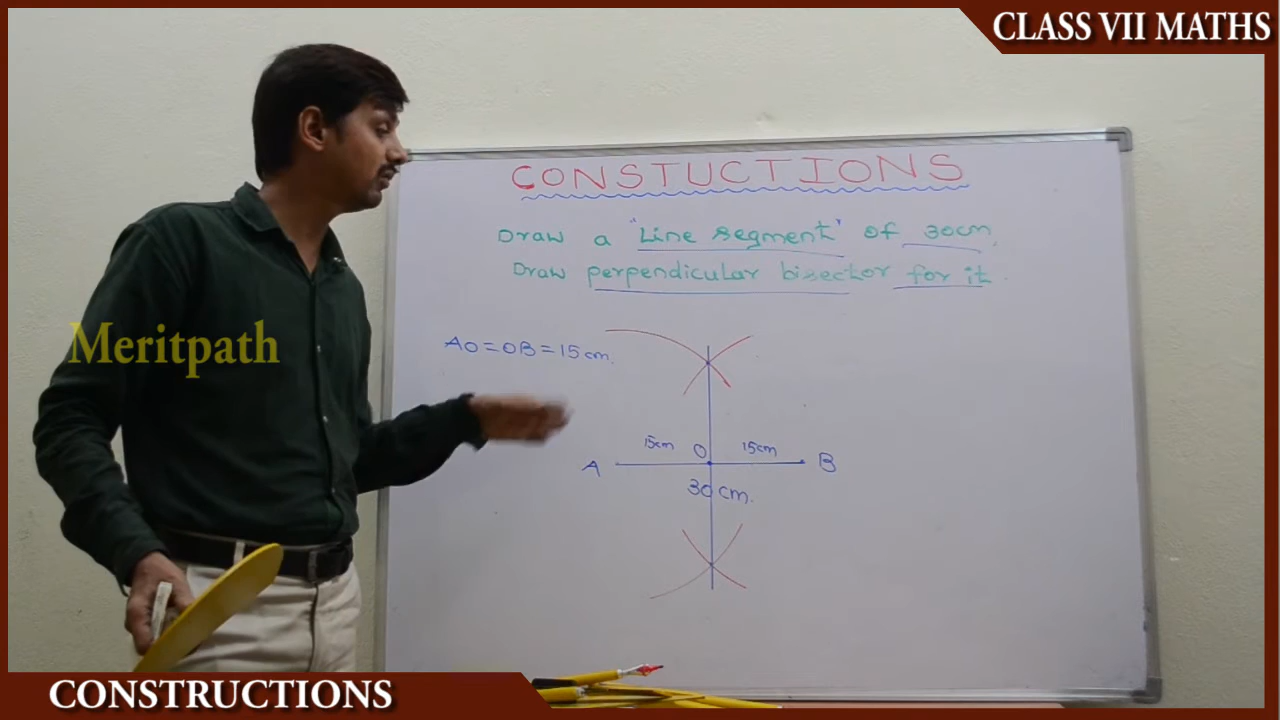 CLASS VII MATHS
CONSTUCTIONS
Draw a "Line segment" of 30cm.
Draw perpendicular bisector for it.
Meritpath
AO = OB = 15 cm.
15cm O 15cm
A B
30 cm.
CONSTRUCTIONS